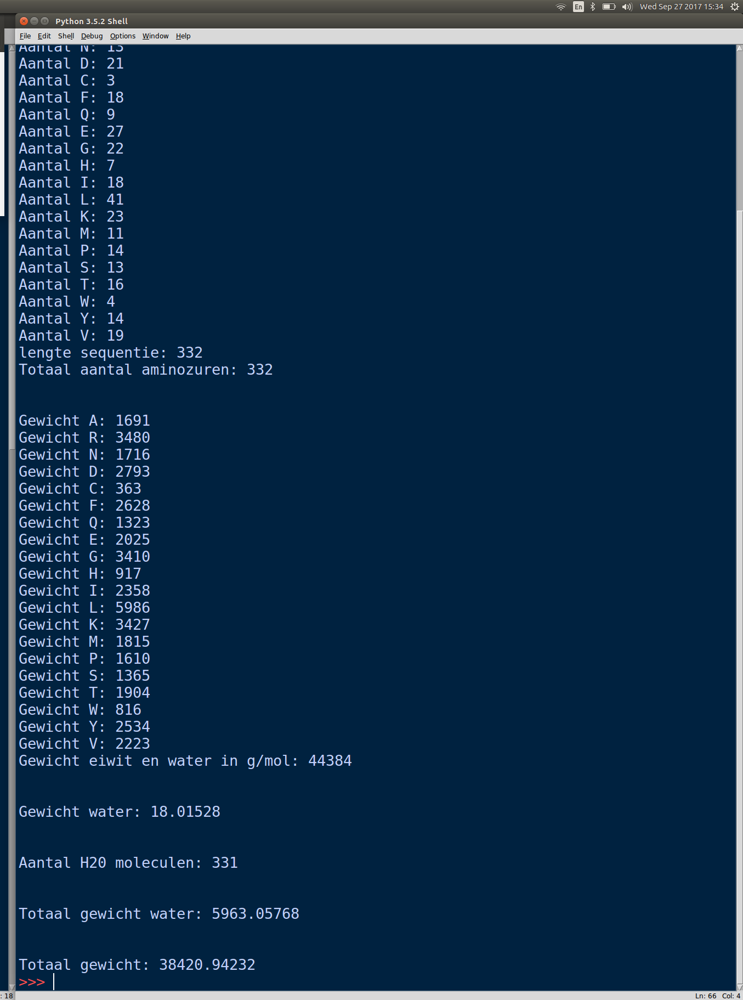 En Wed Sep 27 2017 15:34
Python 3.5.2 Shell
File Edit Shell Debug Options Window Help
Aantal N: 13
Aantal D: 21
Aantal C: 3
Aantal F: 18
Aantal Q: 9
Aantal E: 27
Aantal G: 22
Aantal H: 7
Aantal I: 18
Aantal L: 41
Aantal K: 23
Aantal M: 11
Aantal P: 14
Aantal S: 13
Aantal T: 16
Aantal W: 4
Aantal Y: 14
Aantal V: 19
lengte sequentie: 332
Totaal aantal aminozuren: 332
Gewicht A: 1691
Gewicht R: 3480
Gewicht N: 1716
Gewicht D: 2793
Gewicht C: 363
Gewicht F: 2628
Gewicht Q: 1323
Gewicht E: 2025
Gewicht G: 3410
Gewicht H: 917
Gewicht I: 2358
Gewicht L: 5986
Gewicht K: 3427
Gewicht M: 1815
Gewicht P: 1610
Gewicht S: 1365
Gewicht T: 1904
Gewicht W: 816
Gewicht Y: 2534
Gewicht V: 2223
Gewicht eiwit en water in g/mol: 44384
Gewicht water: 18.01528
Aantal H20 moleculen: 331
Totaal gewicht water: 5963.05768
Totaal gewicht: 38420.94232
>>>
: 18 Ln: 66 Col: 4